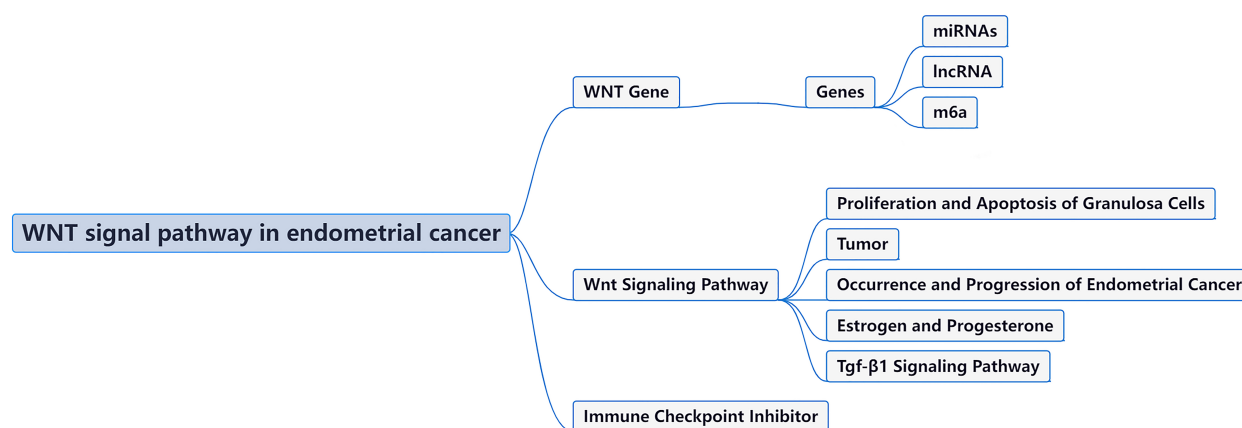 WNT signal pathway in endometrial cancer
WNT Gene
Genes
miRNAs
lncRNA
m6a
Wnt Signaling Pathway
Proliferation and Apoptosis of Granulosa Cells
Tumor
Occurrence and Progression of Endometrial Cancer
Estrogen and Progesterone
Tgf-β1 Signaling Pathway
Immune Checkpoint Inhibitor